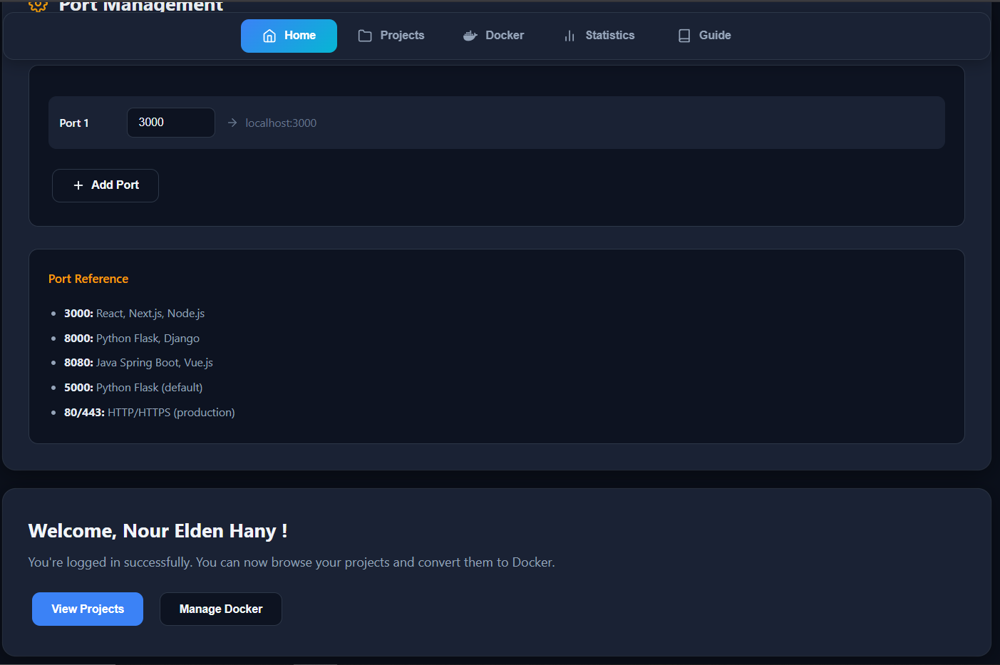 Port Management
Home Projects Docker Statistics Guide
Port 1 3000 → localhost:3000
+ Add Port
Port Reference
• 3000: React, Next.js, Node.js
• 8000: Python Flask, Django
• 8080: Java Spring Boot, Vue.js
• 5000: Python Flask (default)
• 80/443: HTTP/HTTPS (production)
Welcome, Nour Elden Hany !
You're logged in successfully. You can now browse your projects and convert them to Docker.
View Projects Manage Docker